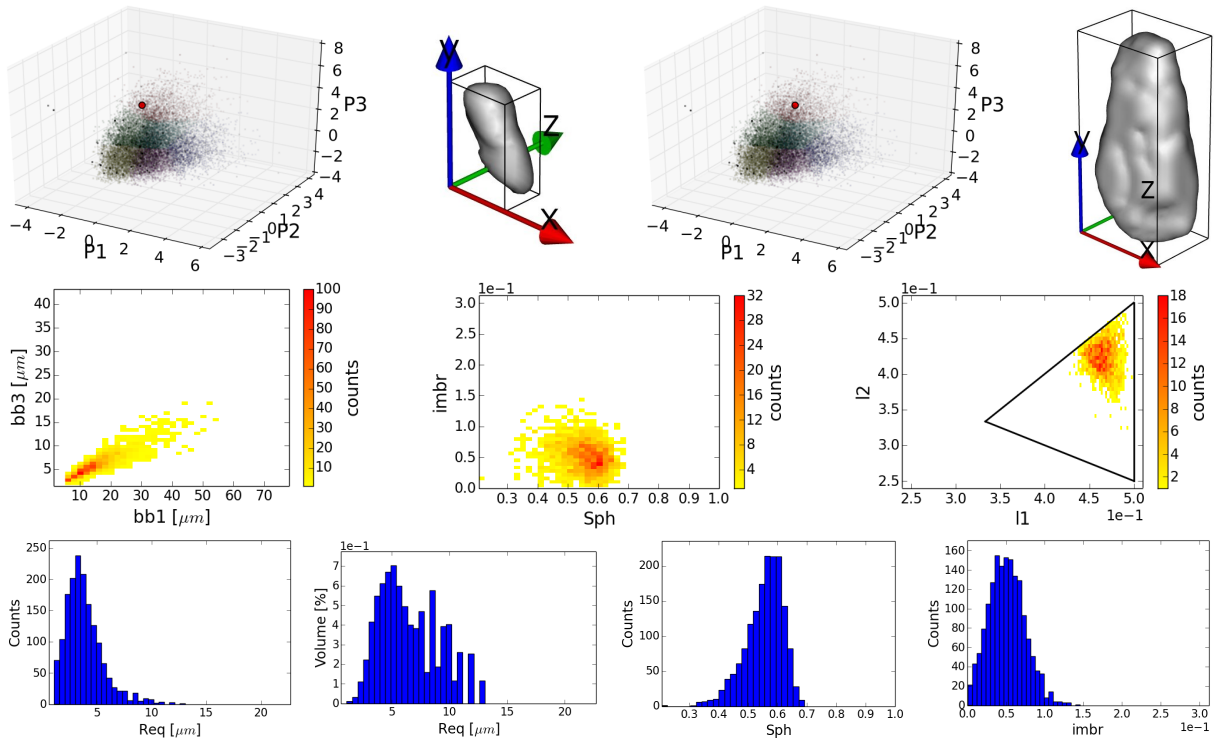 8
6
4
2
0
−2
−4
P3
−4 −2 0 2 4 6
P1
−3 −2 −1 0 1 2 3 4
P2
y
Z
X
8
6
4
2
0
−2
−4
P3
−4 −2 0 2 4 6
P1
−3 −2 −1 0 1 2 3 4
P2
y
Z
X
40
35
30
25
20
15
10
5
bb3 [μm]
10 20 30 40 50 60 70
bb1 [μm]
100
90
80
70
60
50
40
30
20
10
counts
1e−1
3.0
2.5
2.0
1.5
1.0
0.5
0.0
imbr
0.3 0.4 0.5 0.6 0.7 0.8 0.9 1.0
Sph
32
28
24
20
16
12
8
4
counts
1e−1
5.0
4.5
4.0
3.5
3.0
2.5
l2
2.5 3.0 3.5 4.0 4.5 5.0
1e−1
l1
18
16
14
12
10
8
6
4
2
counts
250
200
150
100
50
0
Counts
5 10 15 20
Req [μm]
1e−1
7
6
5
4
3
2
1
0
Volume [%]
5 10 15 20
Req [μm]
200
150
100
50
0
Counts
0.3 0.4 0.5 0.6 0.7 0.8 0.9 1.0
Sph
160
140
120
100
80
60
40
20
0
Counts
0.0 0.5 1.0 1.5 2.0 2.5 3.0
1e−1
imbr